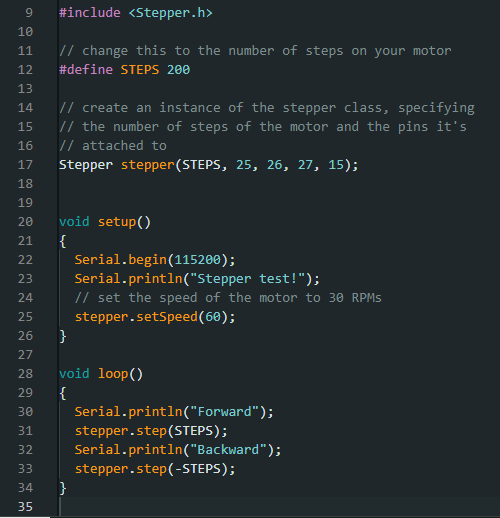 9 #include <Stepper.h>
10
11 // change this to the number of steps on your motor
12 #define STEPS 200
13
14 // create an instance of the stepper class, specifying
15 // the number of steps of the motor and the pins it's
16 // attached to
17 Stepper stepper(STEPS, 25, 26, 27, 15);
18
19
20 void setup()
21 {
22   Serial.begin(115200);
23   Serial.println("Stepper test!");
24   // set the speed of the motor to 30 RPMs
25   stepper.setSpeed(60);
26 }
27
28 void loop()
29 {
30   Serial.println("Forward");
31   stepper.step(STEPS);
32   Serial.println("Backward");
33   stepper.step(-STEPS);
34 }
35